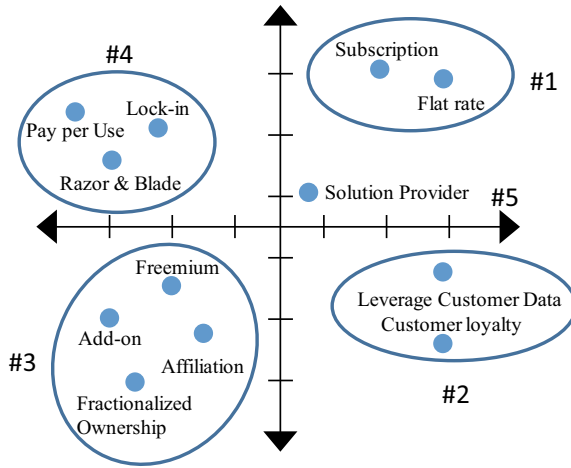 #4
Subscription
#1
Lock-in
Flat rate
Pay per Use
Razor & Blade
Solution Provider
#5
Freemium
Leverage Customer Data
Customer loyalty
Add-on
#3
Affiliation
#2
Fractionalized
Ownership